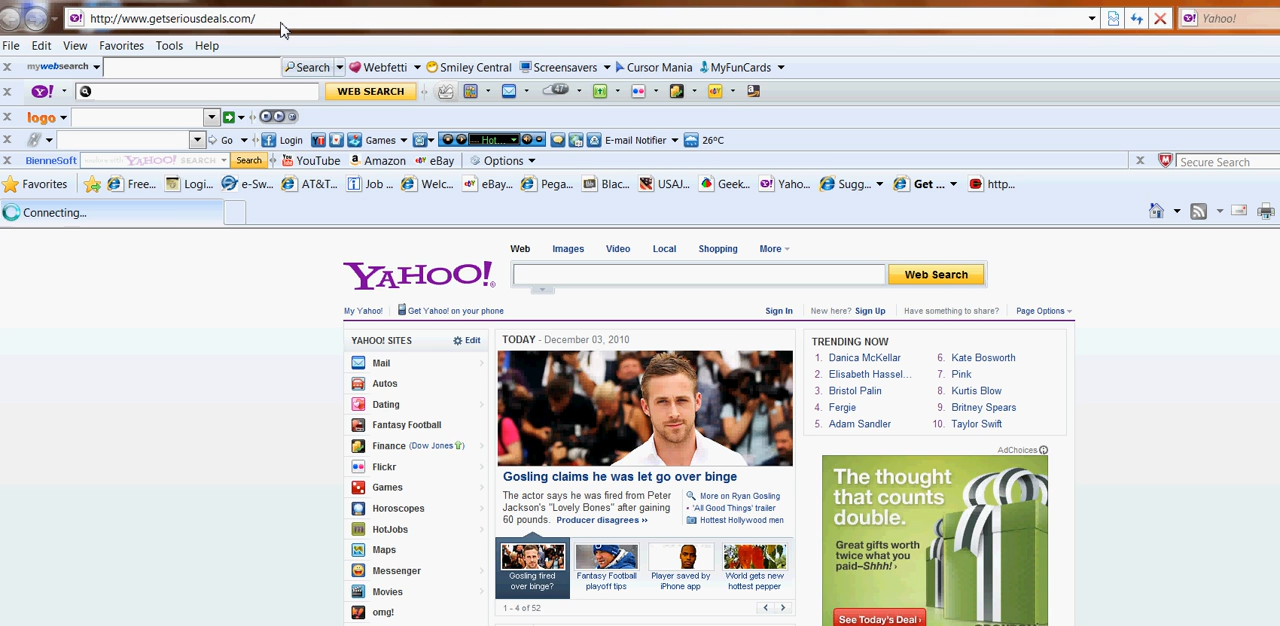 http://www.getseriousdeals.com/
Yahoo!
File Edit View Favorites Tools Help
mywebsearch Search Webfetti Smiley Central Screensavers Cursor Mania MyFunCards
Y! WEB SEARCH 47
logo
Go Login Games Hot... E-mail Notifier 26°C
BienneSoft YAHOO! SEARCH Search YouTube Amazon eBay Options Secure Search
Favorites Free... Logi... e-Sw... AT&T... Job ... Welc... eBay... Pega... Blac... USAJ... Geek... Yaho... Sugg... Get ... http...
Connecting...
Web Images Video Local Shopping More
YAHOO! Web Search
My Yahoo! Get Yahoo! on your phone Sign In New here? Sign Up Have something to share? Page Options
YAHOO! SITES Edit
Mail
Autos
Dating
Fantasy Football
Finance (Dow Jones)
Flickr
Games
Horoscopes
HotJobs
Maps
Messenger
Movies
omg!
TODAY - December 03, 2010
Gosling claims he was let go over binge
The actor says he was fired from Peter
Jackson's "Lovely Bones" after gaining
60 pounds. Producer disagrees ››
More on Ryan Gosling
• 'All Good Things' trailer
Hottest Hollywood men
Gosling fired
over binge?
Fantasy Football
playoff tips
Player saved by
iPhone app
World gets new
hottest pepper
1 - 4 of 52
TRENDING NOW
1. Danica McKellar
2. Elisabeth Hassel...
3. Bristol Palin
4. Fergie
5. Adam Sandler
6. Kate Bosworth
7. Pink
8. Kurtis Blow
9. Britney Spears
10. Taylor Swift
AdChoices
The thought
that counts
double.
Great gifts worth
twice what you
paid–Shhh! ›
See Today's Deal ›